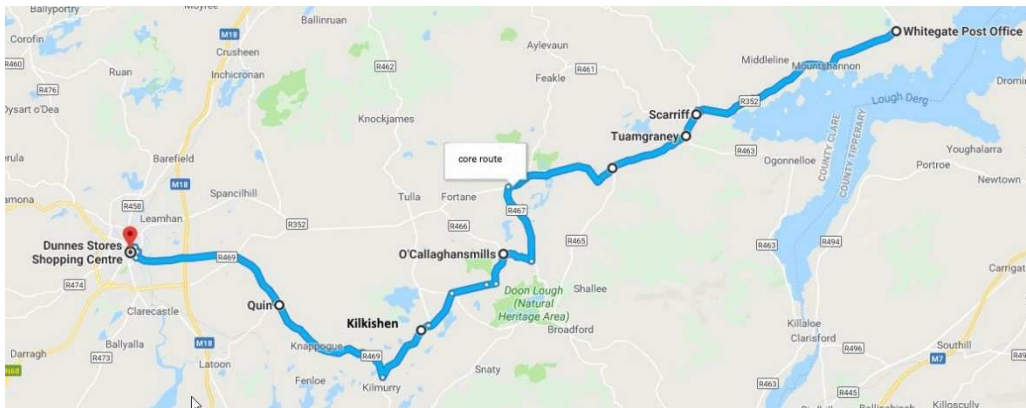 Ballyportry
Moyree
Ballinruan
R462
Whitegate Post Office
Corofin
M18
Crusheen
Aylevaun
R461
Middleline
Mountshannon
R460
Ruan
Inchicronan
Feakle
R352
Lough Derg
R476
Dysart o'Dea
Scarriff
Knockjames
Tuamgraney
R463
Ogonnelloe
COUNTY CLARE
COUNTY TIPPERARY
Youghalarra
core route
Portroe
Barefield
M18
Newtown
Spancilhill
Tulla
Fortane
R458
Leamhan
R467
R352
R466
R465
R463
R494
Dunnes Stores
Shopping Centre
R469
O'Callaghansmills
R474
Quin
Shallee
Doon Lough
(Natural
Heritage Area)
Clarecastle
Kilkishen
Broadford
Killaloe
Clarisford
Ballyalla
M18
Knappogue
R469
R496
Southill
Darragh
R473
Latoon
Snaty
M7
N68
Fenloe
Kilmurry
R463
R445
Killoscully